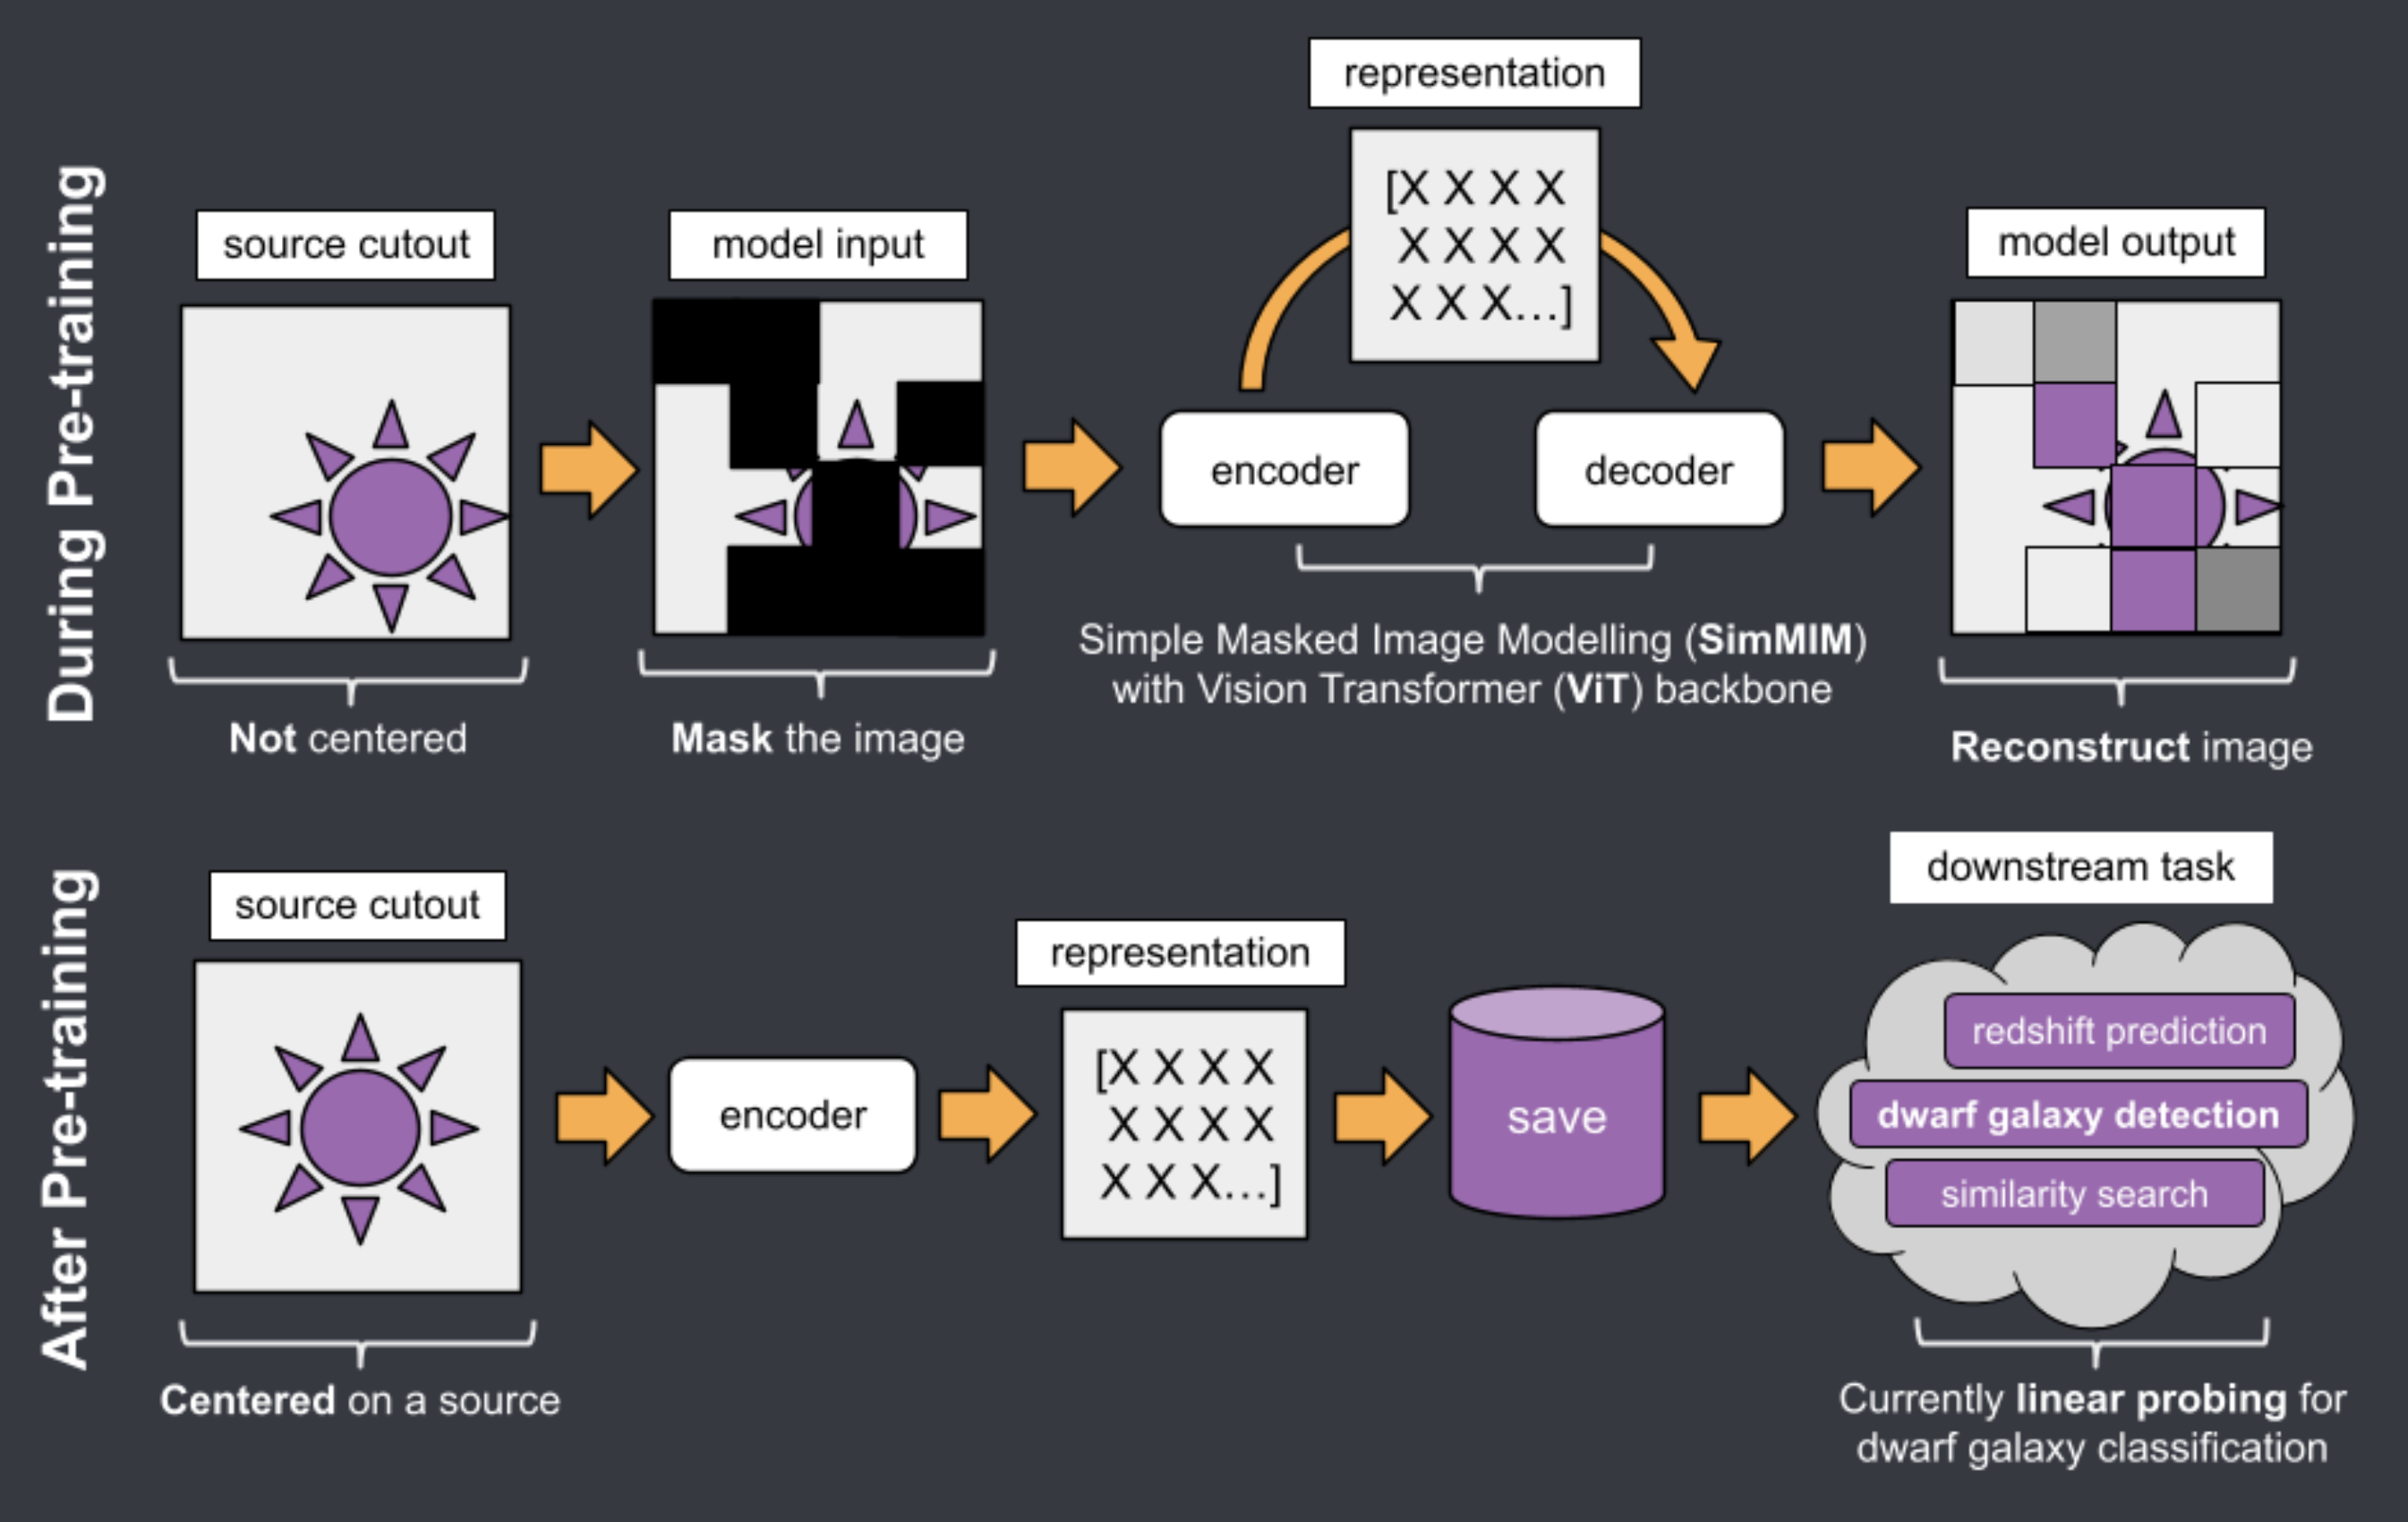 During Pre-training
source cutout
Not centered
model input
Mask the image
representation
[X X X X
X X X X
X X X...]
encoder
decoder
Simple Masked Image Modelling (SimMIM)
with Vision Transformer (ViT) backbone
model output
Reconstruct image
After Pre-training
source cutout
Centered on a source
encoder
representation
[X X X X
X X X X
X X X...]
save
downstream task
redshift prediction
dwarf galaxy detection
similarity search
Currently linear probing for
dwarf galaxy classification